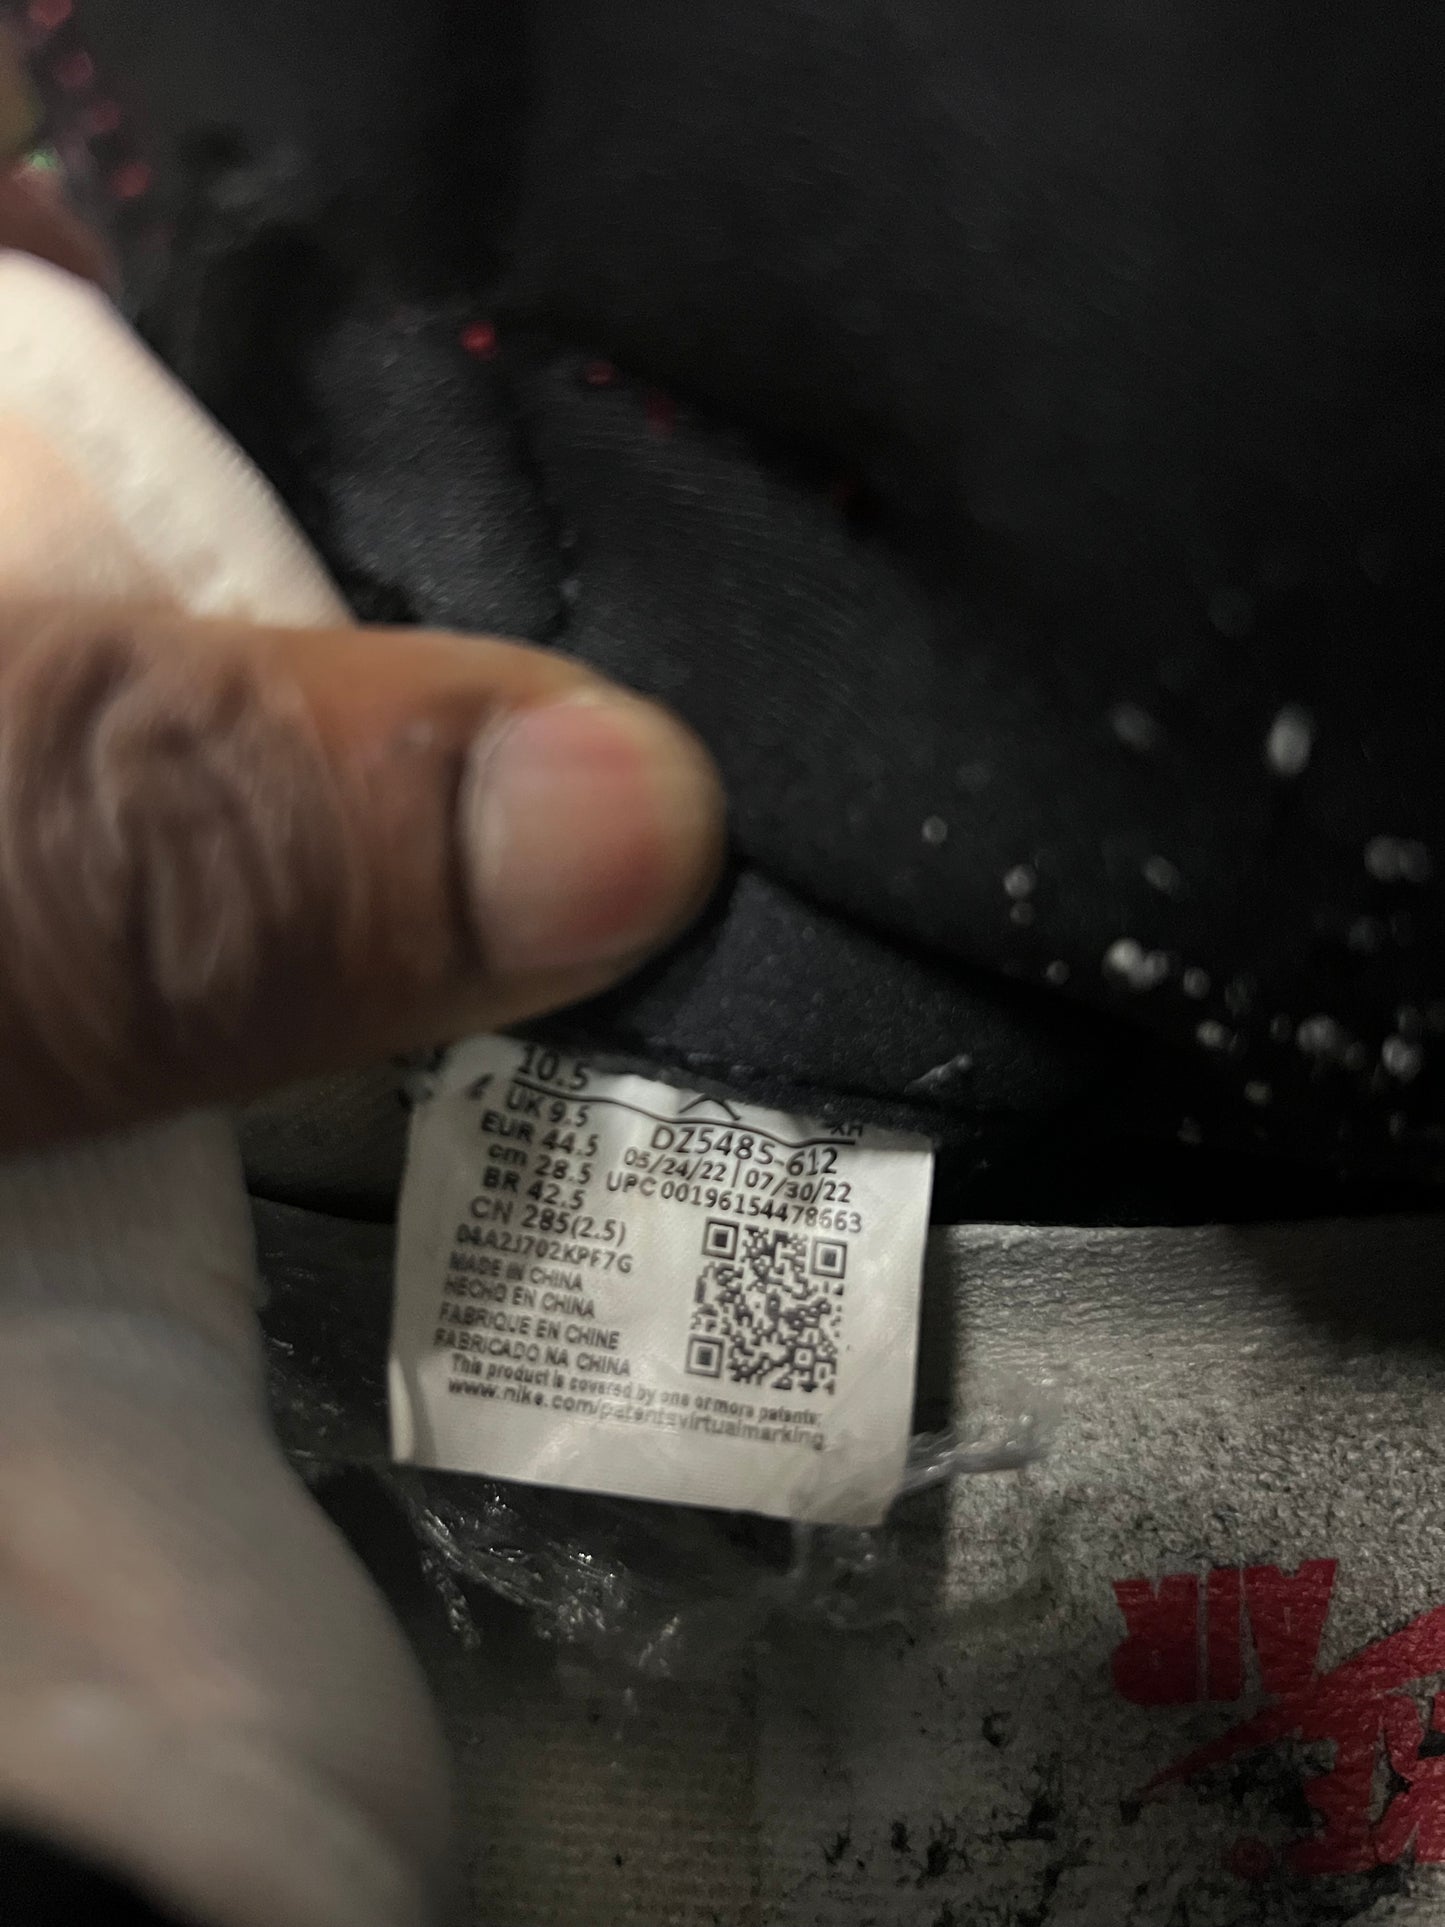 10.5
UK 9.5
EUR 44.5
cm 28.5
BR 42.5
CN 285(2.5)
XH
DZ5485-612
05/24/22 | 07/30/22
UPC 00196154478663
04A2J702KPF7G
MADE IN CHINA
HECHO EN CHINA
FABRIQUE EN CHINE
FABRICADO NA CHINA
This product is covered by one or more patents:
www.nike.com/patentsvirtualmarking
AIR